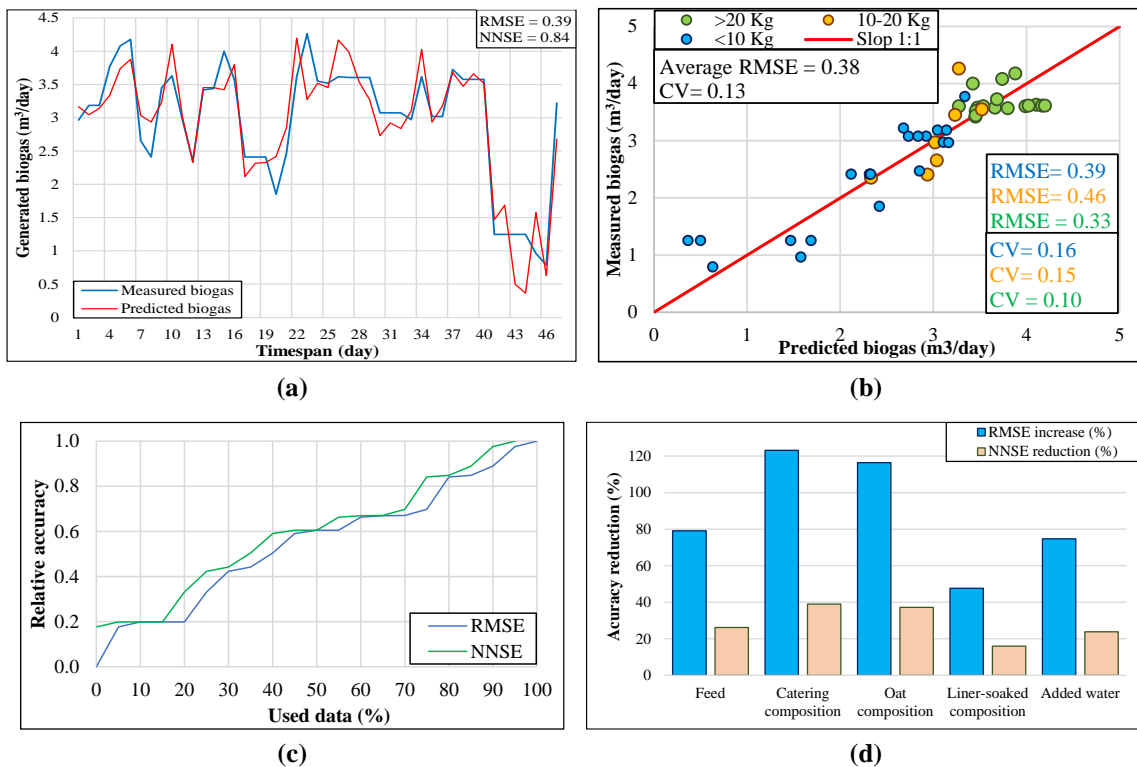 4.5
4
3.5
3
2.5
2
1.5
1
0.5
0
Generated biogas (m³/day)
RMSE = 0.39
NNSE = 0.84
Measured biogas
Predicted biogas
1 4 7 10 13 16 19 22 25 28 31 34 37 40 43 46
Timespan (day)
(a)
>20 Kg 10-20 Kg
<10 Kg Slop 1:1
Average RMSE = 0.38
CV= 0.13
5
4
3
2
1
0
Measured biogas (m³/day)
RMSE= 0.39
RMSE= 0.46
RMSE = 0.33
CV= 0.16
CV= 0.15
CV = 0.10
0 1 2 3 4 5
Predicted biogas (m3/day)
(b)
1.0
0.8
0.6
0.4
0.2
0.0
Relative accuracy
RMSE
NNSE
0 10 20 30 40 50 60 70 80 90 100
Used data (%)
(c)
RMSE increase (%)
NNSE reduction (%)
120
100
80
60
40
20
0
Acuracy reduction (%)
Feed Catering Oat Liner-soaked Added water
composition composition composition
(d)